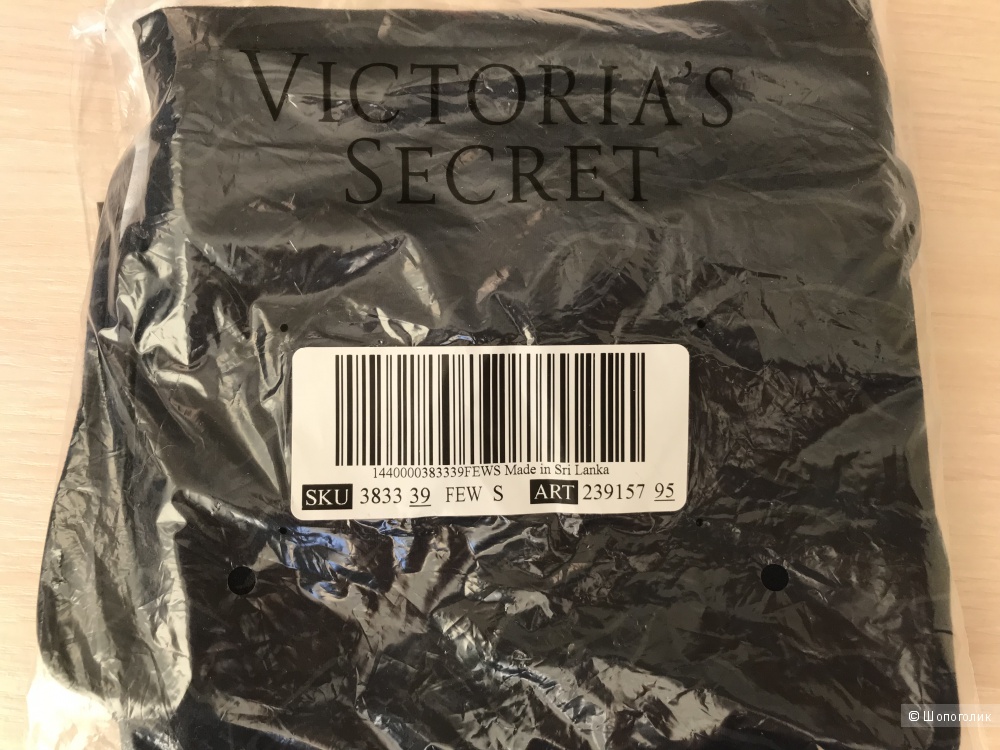 VICTORIA'S
SECRET
1440000383339FEWS Made in Sri Lanka
SKU 3833 39 FEW S ART 239157 95
© Шопоголик